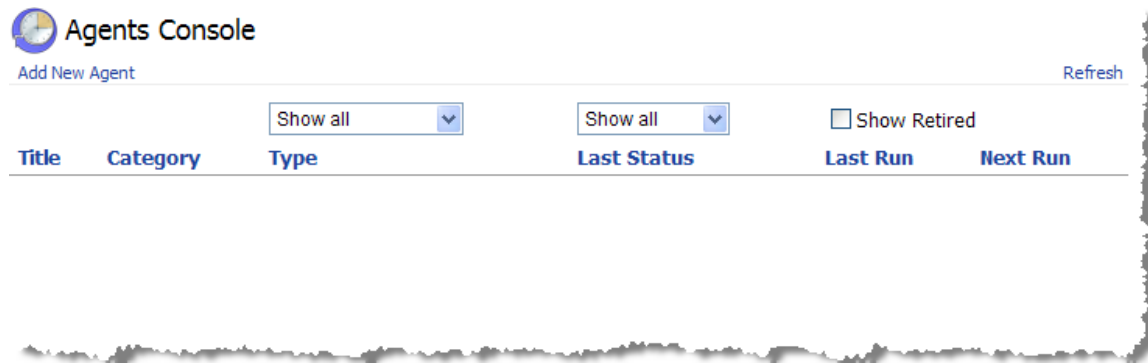 Agents Console
Add New Agent Refresh
Show all Show all Show Retired
Title Category Type Last Status Last Run Next Run